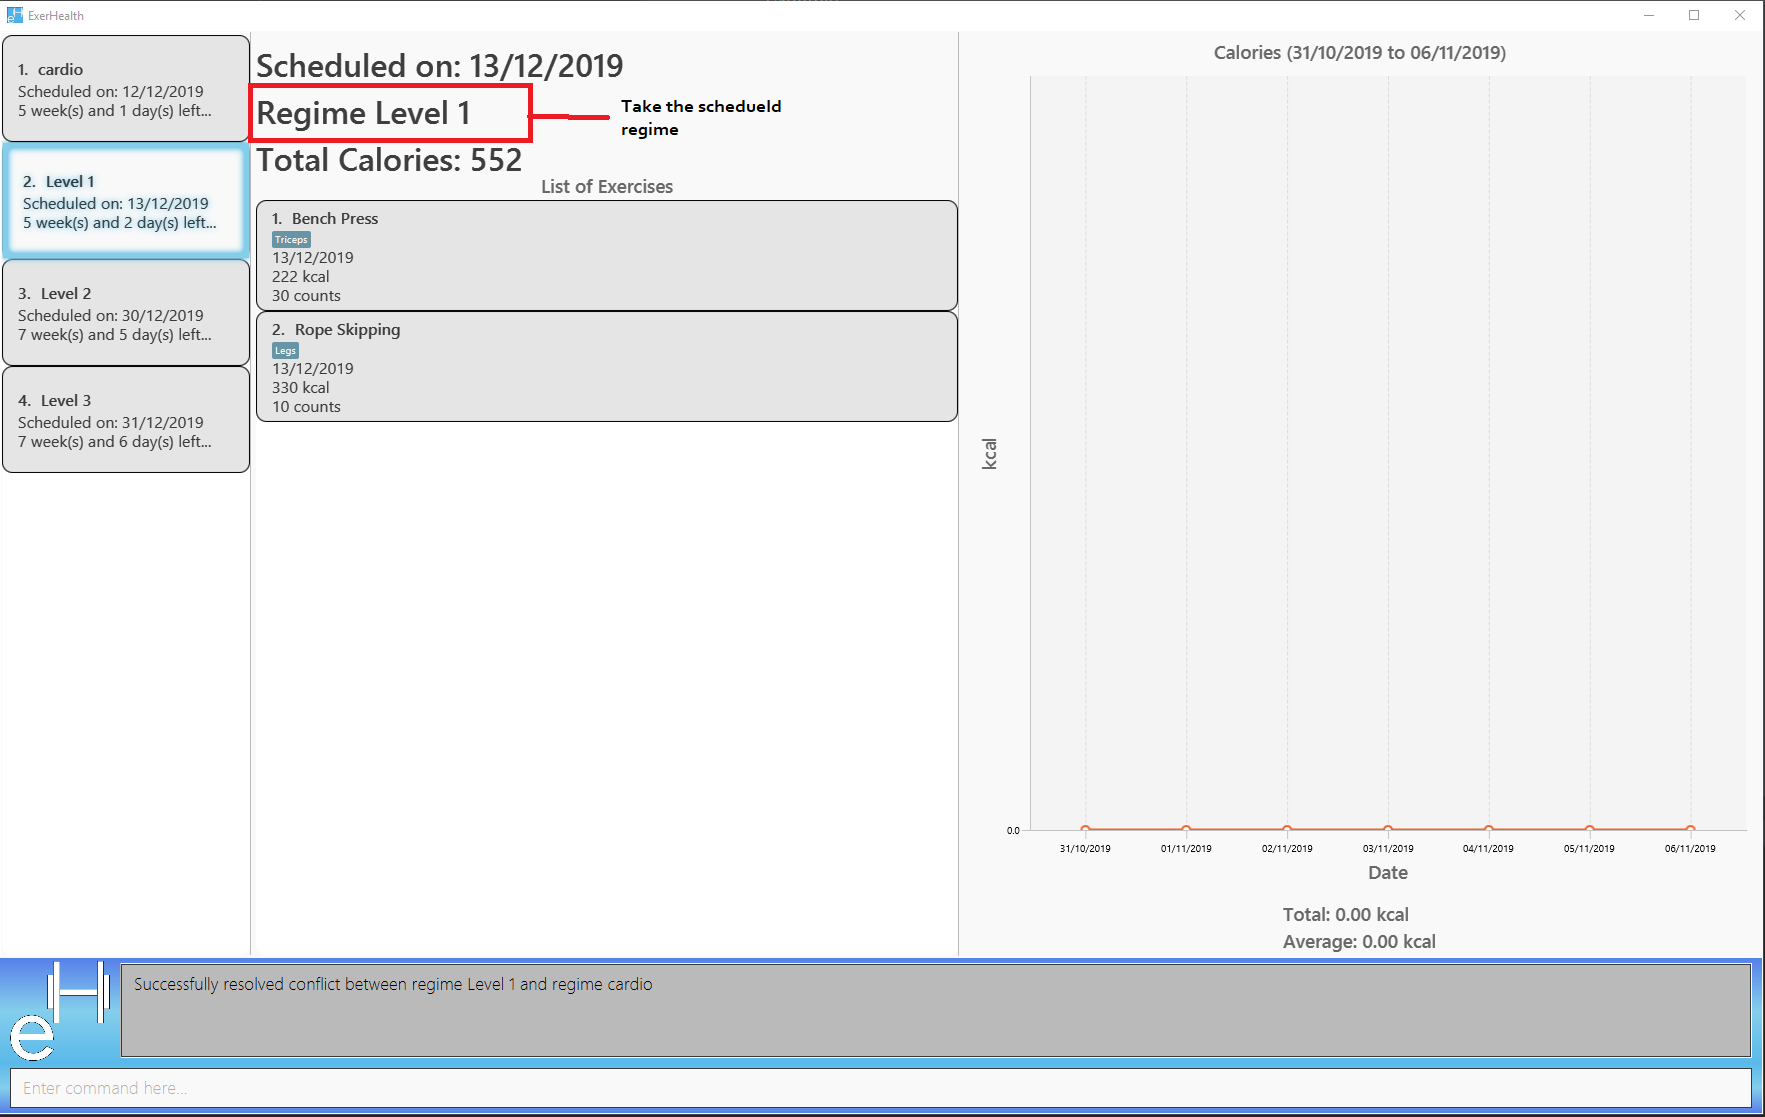 ExerHealth
1. cardio
Scheduled on: 12/12/2019
5 week(s) and 1 day(s) left...
2. Level 1
Scheduled on: 13/12/2019
5 week(s) and 2 day(s) left...
3. Level 2
Scheduled on: 30/12/2019
7 week(s) and 5 day(s) left...
4. Level 3
Scheduled on: 31/12/2019
7 week(s) and 6 day(s) left...
Scheduled on: 13/12/2019
Regime Level 1
Take the schedueld
regime
Total Calories: 552
List of Exercises
1. Bench Press
Triceps
13/12/2019
222 kcal
30 counts
2. Rope Skipping
Legs
13/12/2019
330 kcal
10 counts
Calories (31/10/2019 to 06/11/2019)
kcal
0.0
31/10/2019 01/11/2019 02/11/2019 03/11/2019 04/11/2019 05/11/2019 06/11/2019
Date
Total: 0.00 kcal
Average: 0.00 kcal
eH
Successfully resolved conflict between regime Level 1 and regime cardio
Enter command here...